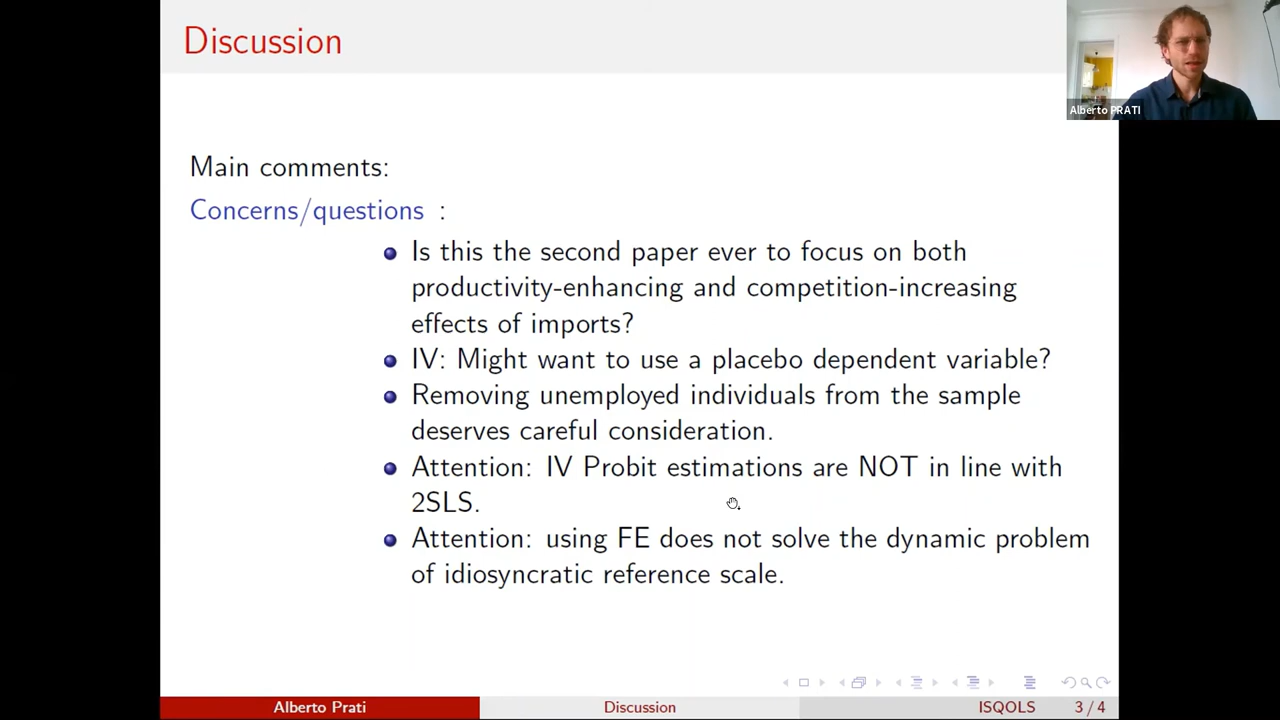 Discussion
Alberto PRATI
Main comments:
Concerns/questions :
Is this the second paper ever to focus on both
productivity-enhancing and competition-increasing
effects of imports?
IV: Might want to use a placebo dependent variable?
Removing unemployed individuals from the sample
deserves careful consideration.
Attention: IV Probit estimations are NOT in line with
2SLS.
Attention: using FE does not solve the dynamic problem
of idiosyncratic reference scale.
Alberto Prati
Discussion
ISQOLS
3 / 4